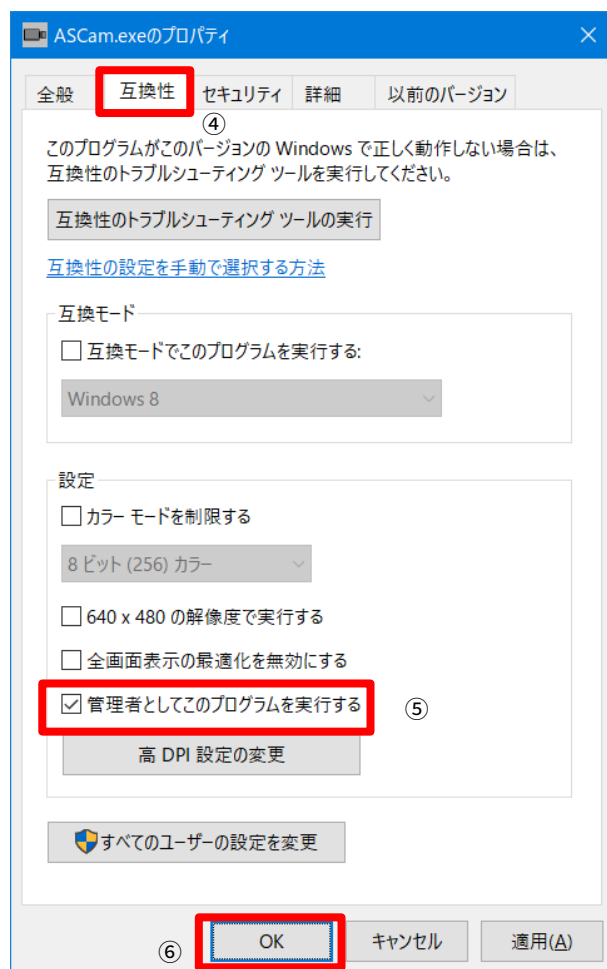 ASCam.exeのプロパティ
全般 互換性 セキュリティ 詳細 以前のバージョン
④
このプログラムがこのバージョンの Windows で正しく動作しない場合は、
互換性のトラブルシューティング ツールを実行してください。
互換性のトラブルシューティング ツールの実行
互換性の設定を手動で選択する方法
互換モード
互換モードでこのプログラムを実行する:
Windows 8
設定
カラー モードを制限する
8 ビット (256) カラー
640 x 480 の解像度で実行する
全画面表示の最適化を無効にする
管理者としてこのプログラムを実行する ⑤
高 DPI 設定の変更
すべてのユーザーの設定を変更
⑥ OK キャンセル 適用(A)